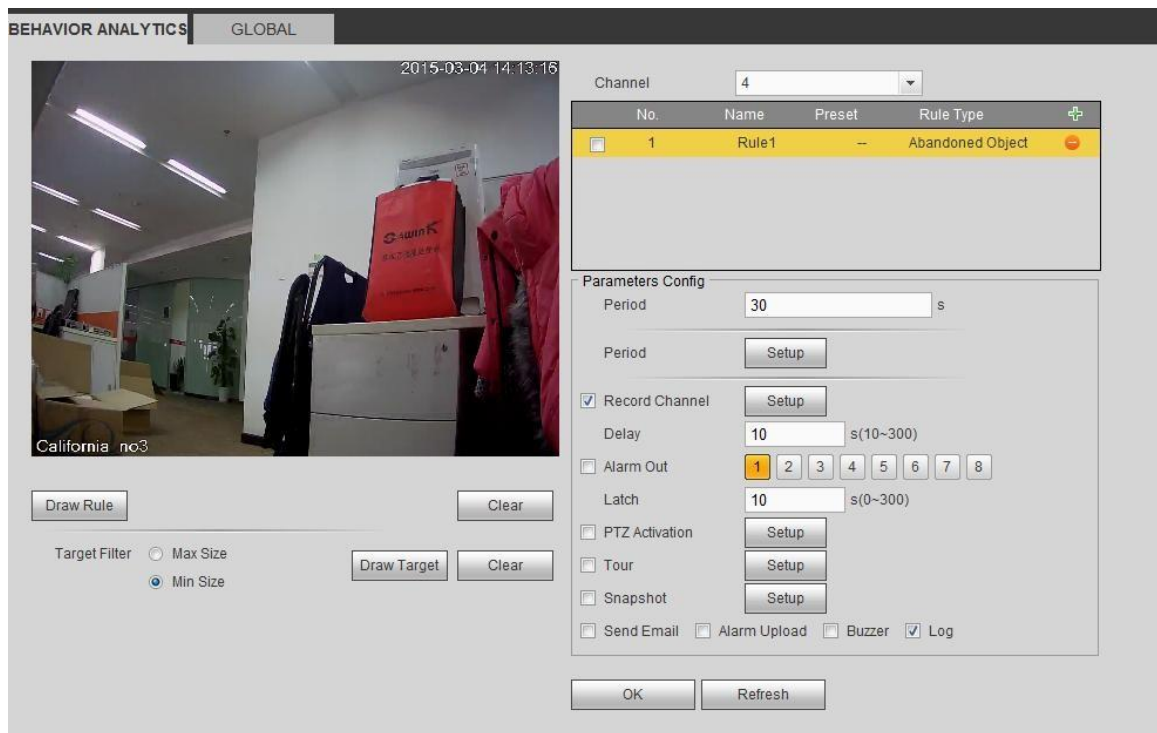 BEHAVIOR ANALYTICS GLOBAL
2015-03-04 14:13:16
SAWINK
California no3
Draw Rule Clear
Target Filter Max Size
Min Size
Draw Target Clear
Channel 4
No. Name Preset Rule Type
1 Rule1 -- Abandoned Object
Parameters Config
Period 30 s
Period Setup
Record Channel Setup
Delay 10 s(10~300)
Alarm Out 1 2 3 4 5 6 7 8
Latch 10 s(0~300)
PTZ Activation Setup
Tour Setup
Snapshot Setup
Send Email Alarm Upload Buzzer Log
OK Refresh